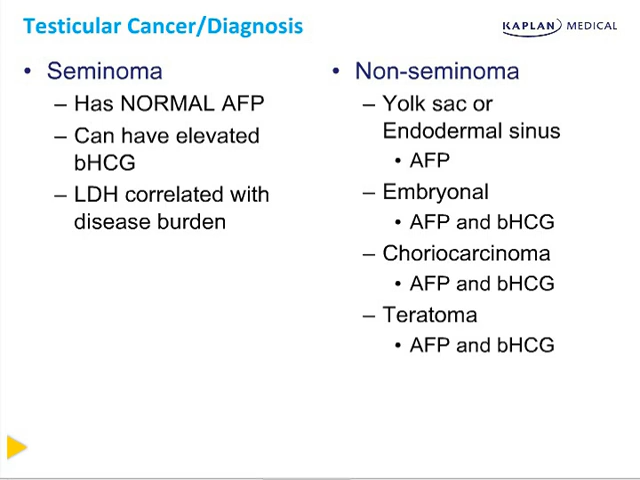 Testicular Cancer/Diagnosis
KAPLAN MEDICAL
• Seminoma
– Has NORMAL AFP
– Can have elevated
bHCG
– LDH correlated with
disease burden
• Non-seminoma
– Yolk sac or
Endodermal sinus
• AFP
– Embryonal
• AFP and bHCG
– Choriocarcinoma
• AFP and bHCG
– Teratoma
• AFP and bHCG